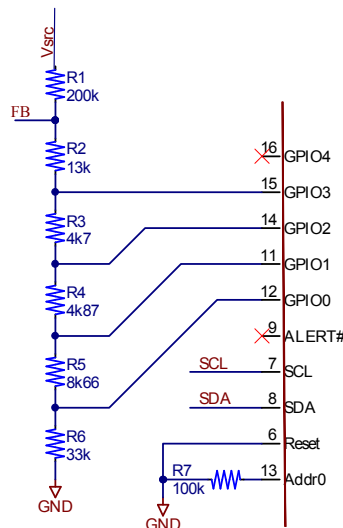 Vsrc
R1
200k
FB
R2
13k
16 GPIO4
15 GPIO3
R3
4k7
14 GPIO2
11 GPIO1
R4
4k87
12 GPIO0
9 ALERT#
R5
8k66
SCL 7 SCL
SDA 8 SDA
R6
33k
6 Reset
R7
100k
13 Addr0
GND
GND